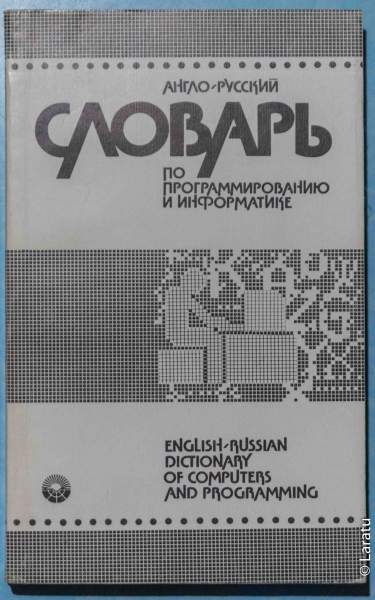 АНГЛО-РУССКИЙ
СЛОВАРЬ
ПО
ПРОГРАММИРОВАНИЮ
И ИНФОРМАТИКЕ
ENGLISH-RUSSIAN
DICTIONARY
OF COMPUTERS
AND PROGRAMMING
© Laratu